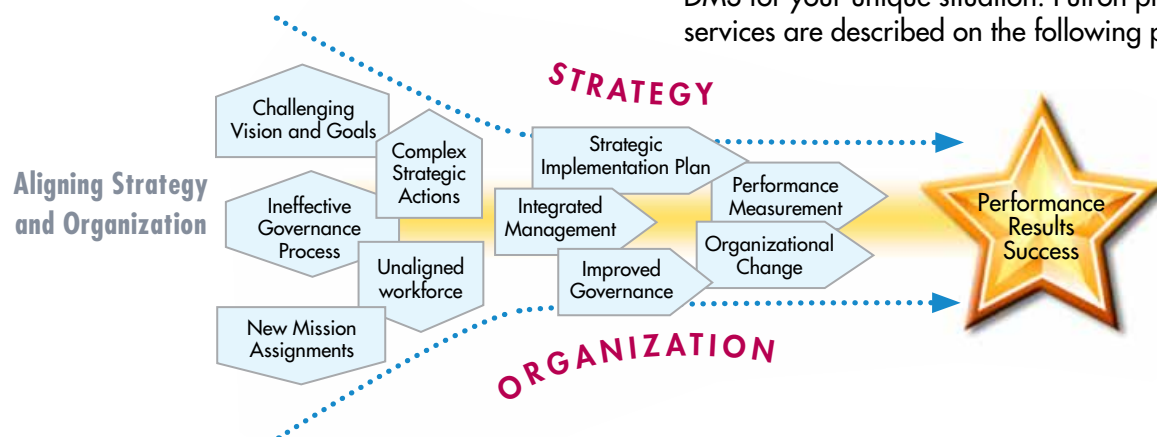 services are described on the following p
STRATEGY
Challenging
Vision and Goals
Complex
Strategic
Actions
Strategic
Implementation Plan
Aligning Strategy
and Organization
Ineffective
Governance
Process
Integrated
Management
Performance
Measurement
Performance
Results
Success
Unaligned
workforce
Improved
Governance
Organizational
Change
New Mission
Assignments
ORGANIZATION